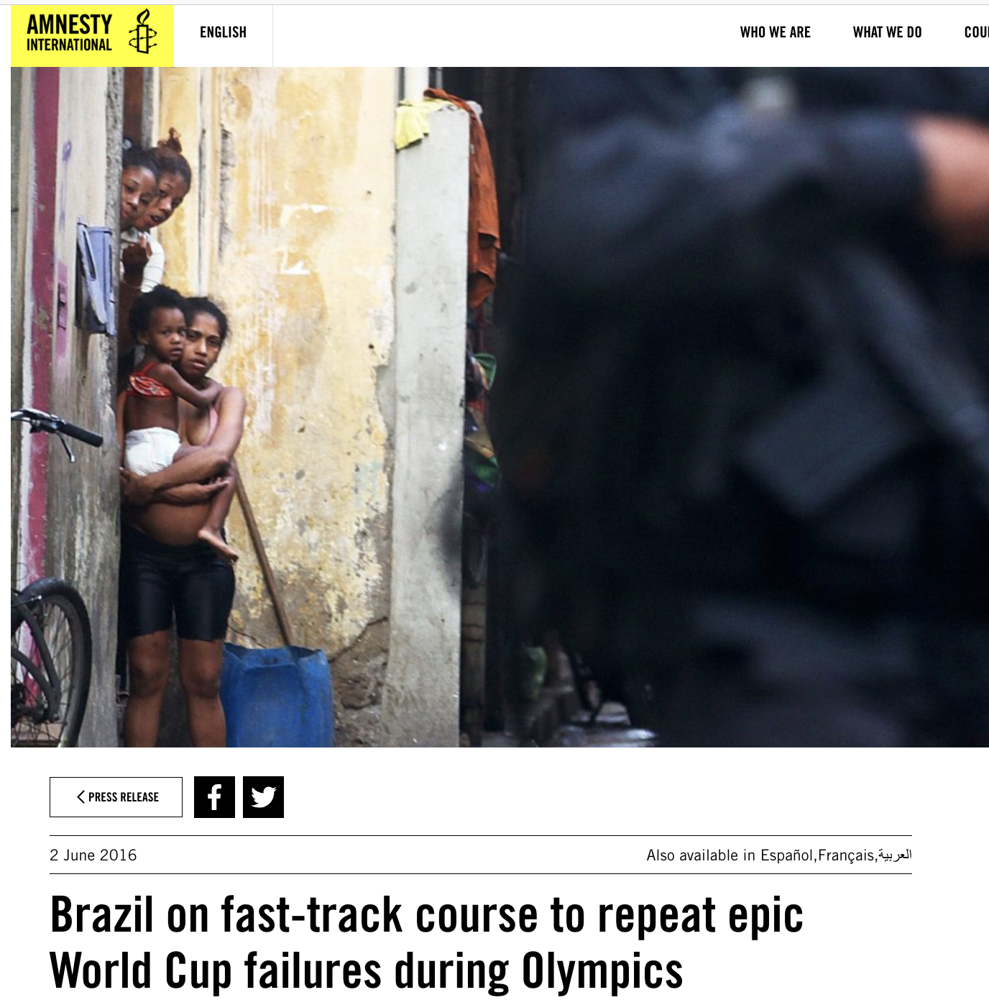 AMNESTY
INTERNATIONAL
ENGLISH
WHO WE ARE
WHAT WE DO
COU
PRESS RELEASE
2 June 2016
Also available in Español,Français,العربية
Brazil on fast-track course to repeat epic
World Cup failures during Olympics